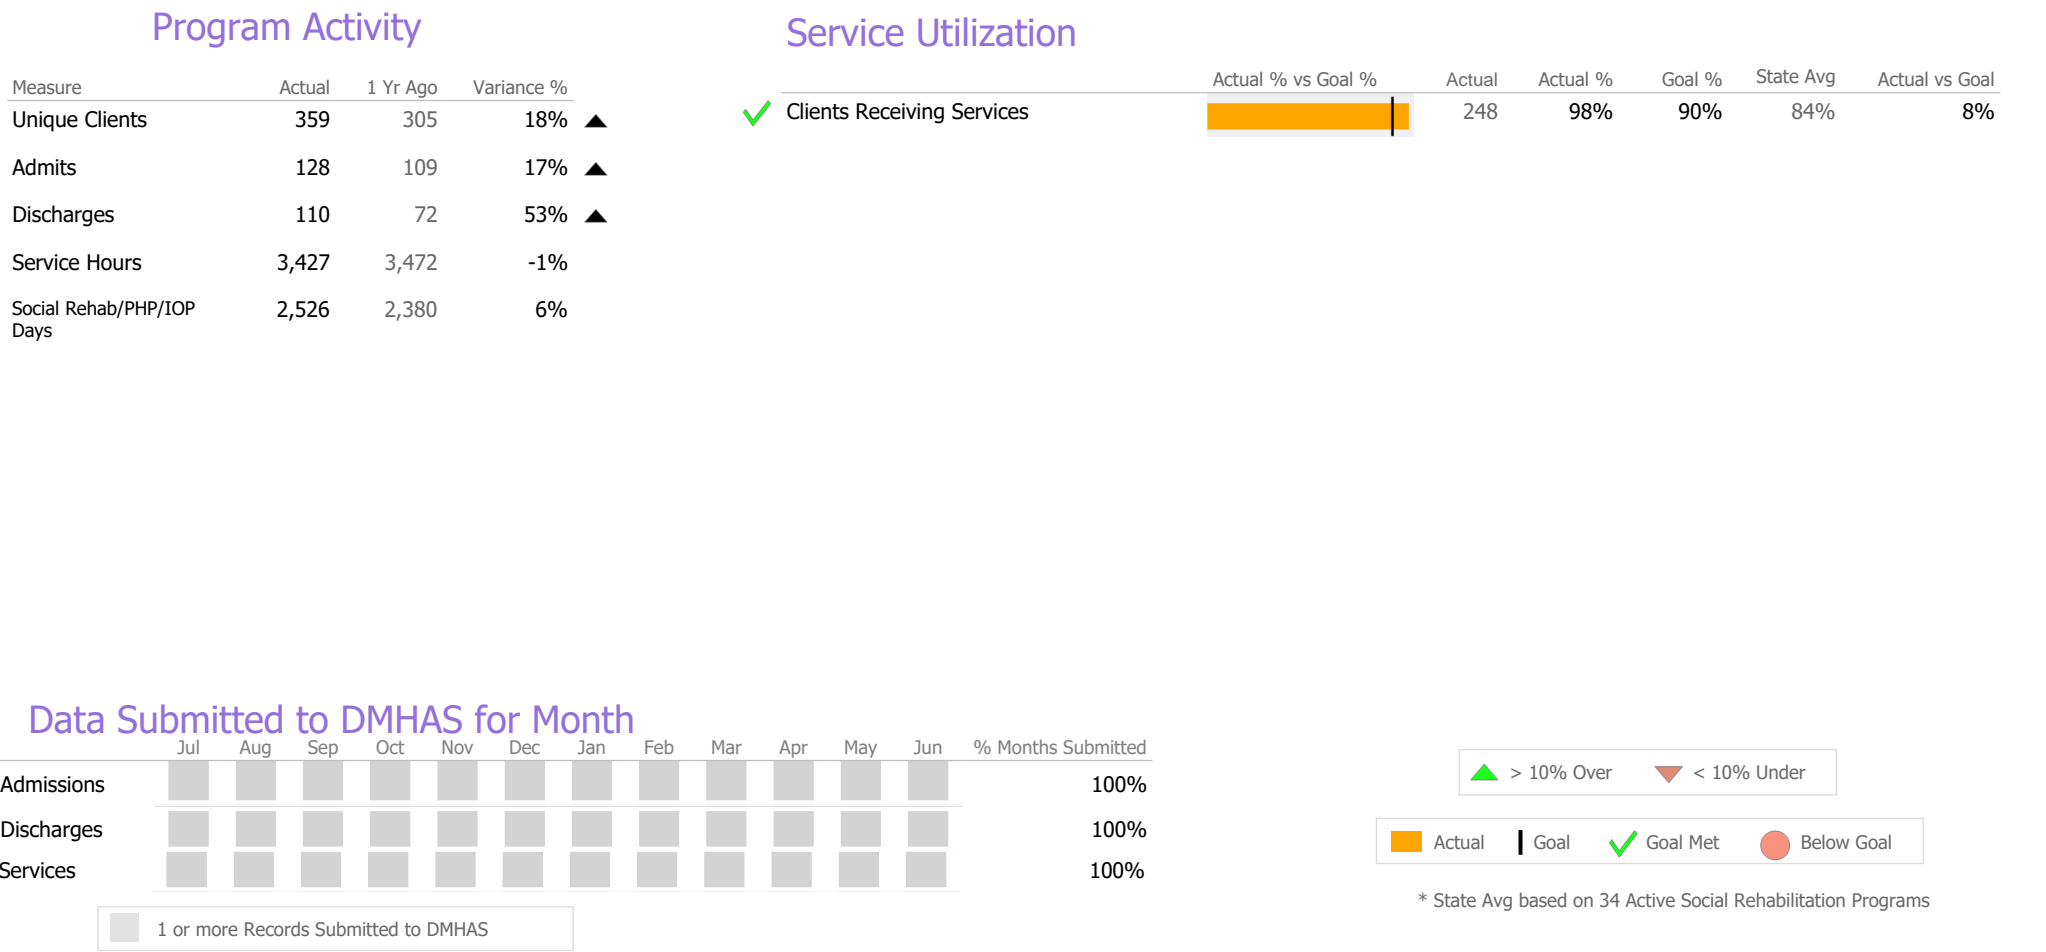 Program Activity
Measure Actual 1 Yr Ago Variance %
Unique Clients 359 305 18%
Admits 128 109 17%
Discharges 110 72 53%
Service Hours 3,427 3,472 -1%
Social Rehab/PHP/IOP Days 2,526 2,380 6%
Service Utilization
Actual % vs Goal % Actual Actual % Goal % State Avg Actual vs Goal
Clients Receiving Services 248 98% 90% 84% 8%
Data Submitted to DMHAS for Month
Jul Aug Sep Oct Nov Dec Jan Feb Mar Apr May Jun % Months Submitted
Admissions 100%
Discharges 100%
Services 100%
1 or more Records Submitted to DMHAS
> 10% Over < 10% Under
Actual Goal Goal Met Below Goal
* State Avg based on 34 Active Social Rehabilitation Programs